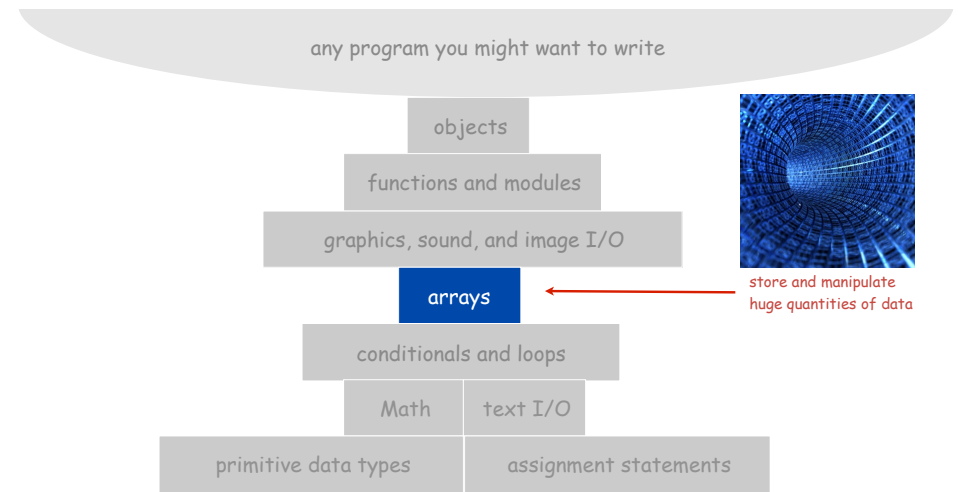 any program you might want to write
objects
functions and modules
graphics, sound, and image I/O
arrays
store and manipulate
huge quantities of data
conditionals and loops
Math
text I/O
primitive data types
assignment statements